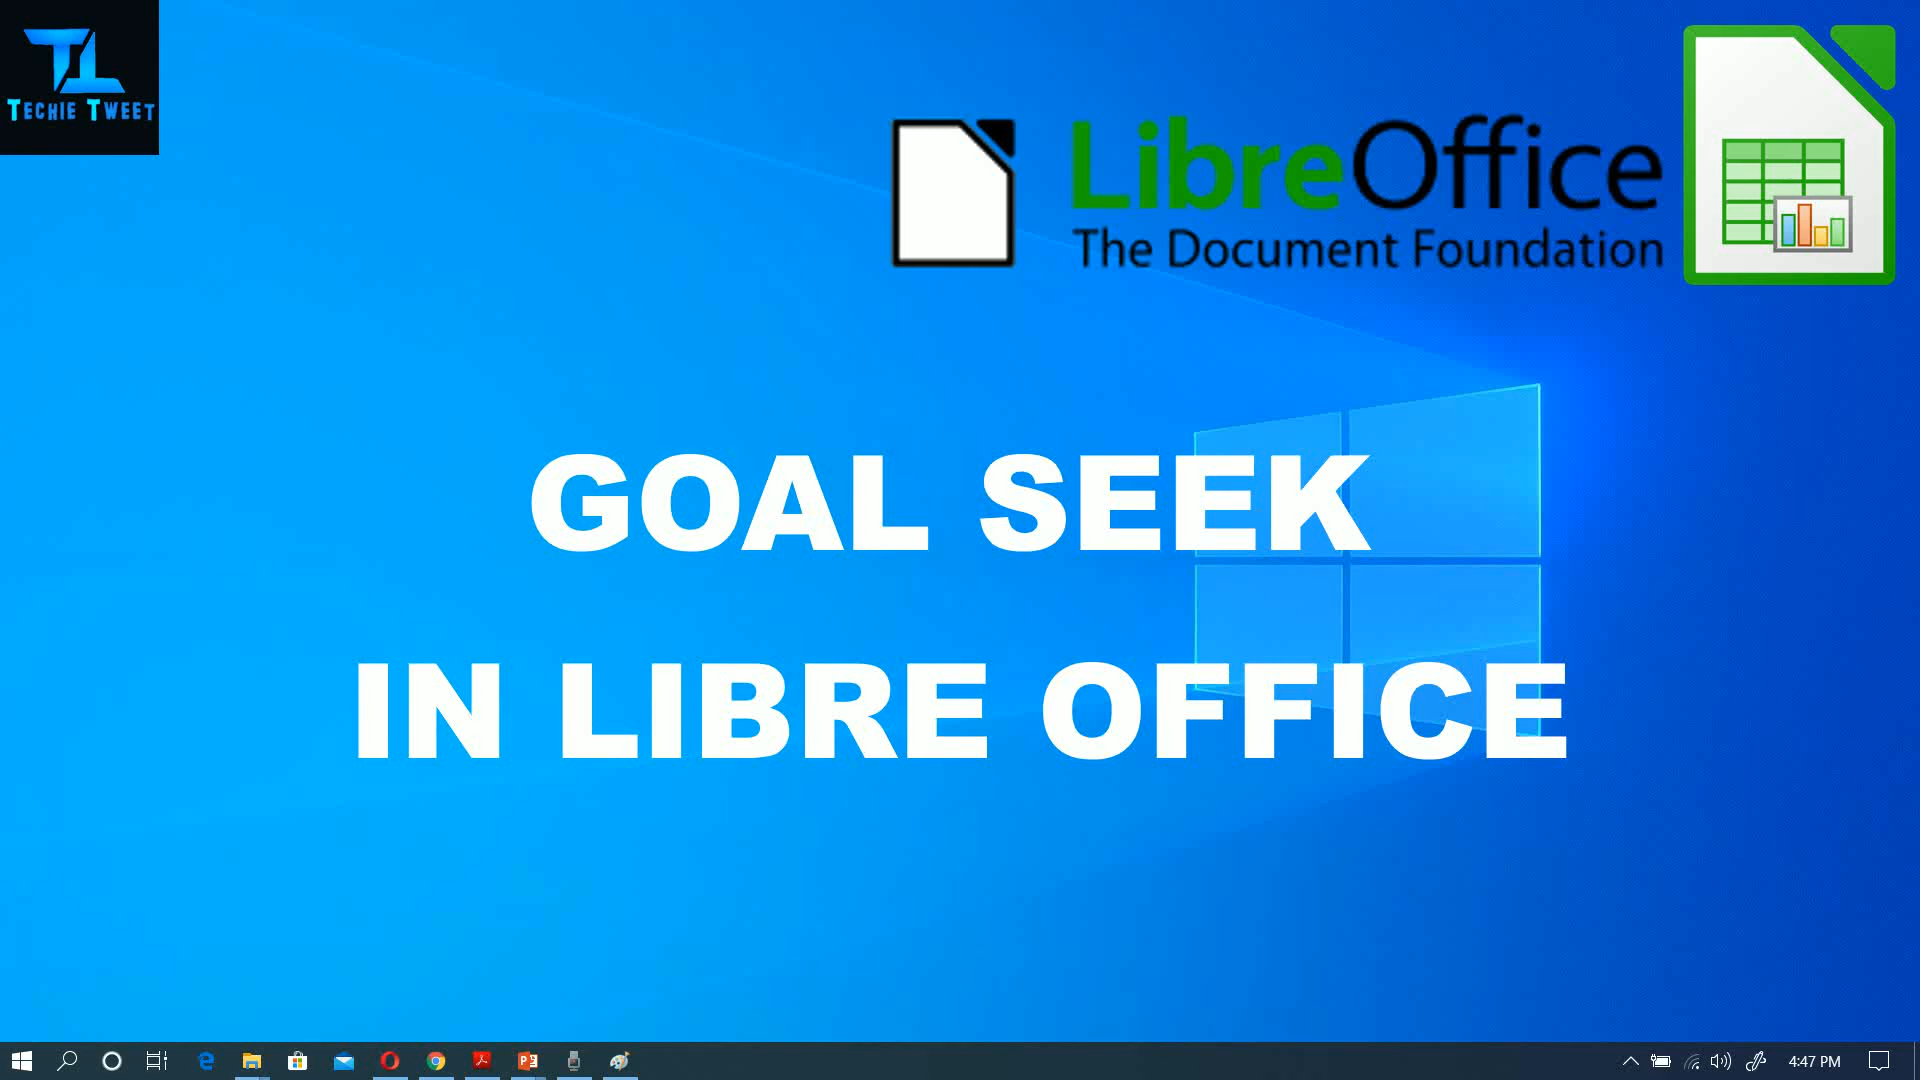 TECHIE TWEET
LibreOffice
The Document Foundation
GOAL SEEK
IN LIBRE OFFICE
4:47 PM